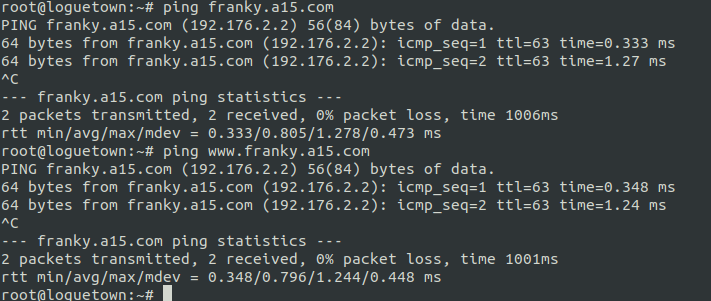 root@loguetown:~# ping franky.a15.com
PING franky.a15.com (192.176.2.2) 56(84) bytes of data.
64 bytes from franky.a15.com (192.176.2.2): icmp_seq=1 ttl=63 time=0.333 ms
64 bytes from franky.a15.com (192.176.2.2): icmp_seq=2 ttl=63 time=1.27 ms
^C
--- franky.a15.com ping statistics ---
2 packets transmitted, 2 received, 0% packet loss, time 1006ms
rtt min/avg/max/mdev = 0.333/0.805/1.278/0.473 ms
root@loguetown:~# ping www.franky.a15.com
PING franky.a15.com (192.176.2.2) 56(84) bytes of data.
64 bytes from franky.a15.com (192.176.2.2): icmp_seq=1 ttl=63 time=0.348 ms
64 bytes from franky.a15.com (192.176.2.2): icmp_seq=2 ttl=63 time=1.24 ms
^C
--- franky.a15.com ping statistics ---
2 packets transmitted, 2 received, 0% packet loss, time 1001ms
rtt min/avg/max/mdev = 0.348/0.796/1.244/0.448 ms
root@loguetown:~#